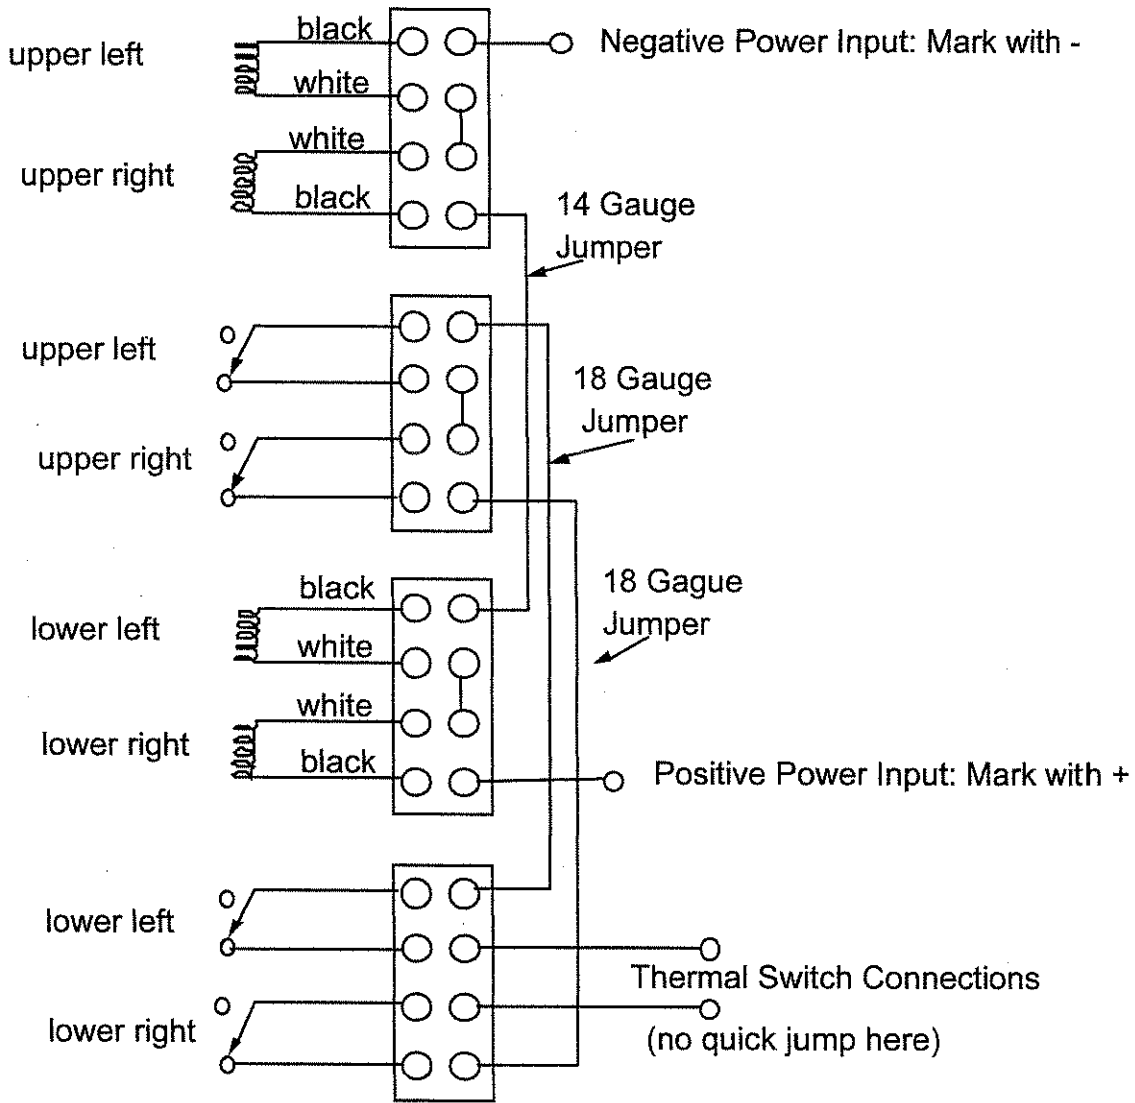 black
Negative Power Input: Mark with -
upper left
white
white
upper right
black
14 Gauge
Jumper
upper left
18 Gauge
Jumper
upper right
18 Gague
Jumper
black
lower left
white
white
lower right
black
Positive Power Input: Mark with +
lower left
Thermal Switch Connections
lower right
(no quick jump here)